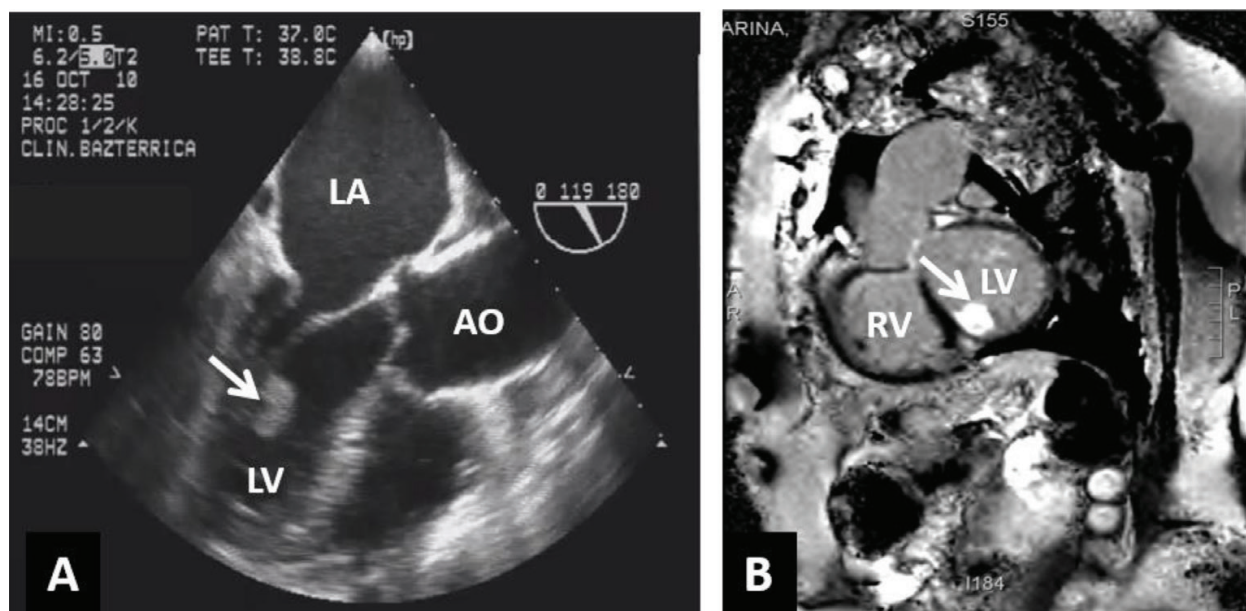 MI:0.5
6.2/5.0T2
16 OCT 10
14:28:25
PROC 1/2/K
CLIN.BAZTERRICA
PAT T: 37.0C
TEE T: 38.8C
hp
0 119 180
LA
AO
GAIN 80
COMP 63
78BPM
14CM
38HZ
LV
A
ARINA,
S155
LV
RV
A
R
P
L
I184
B